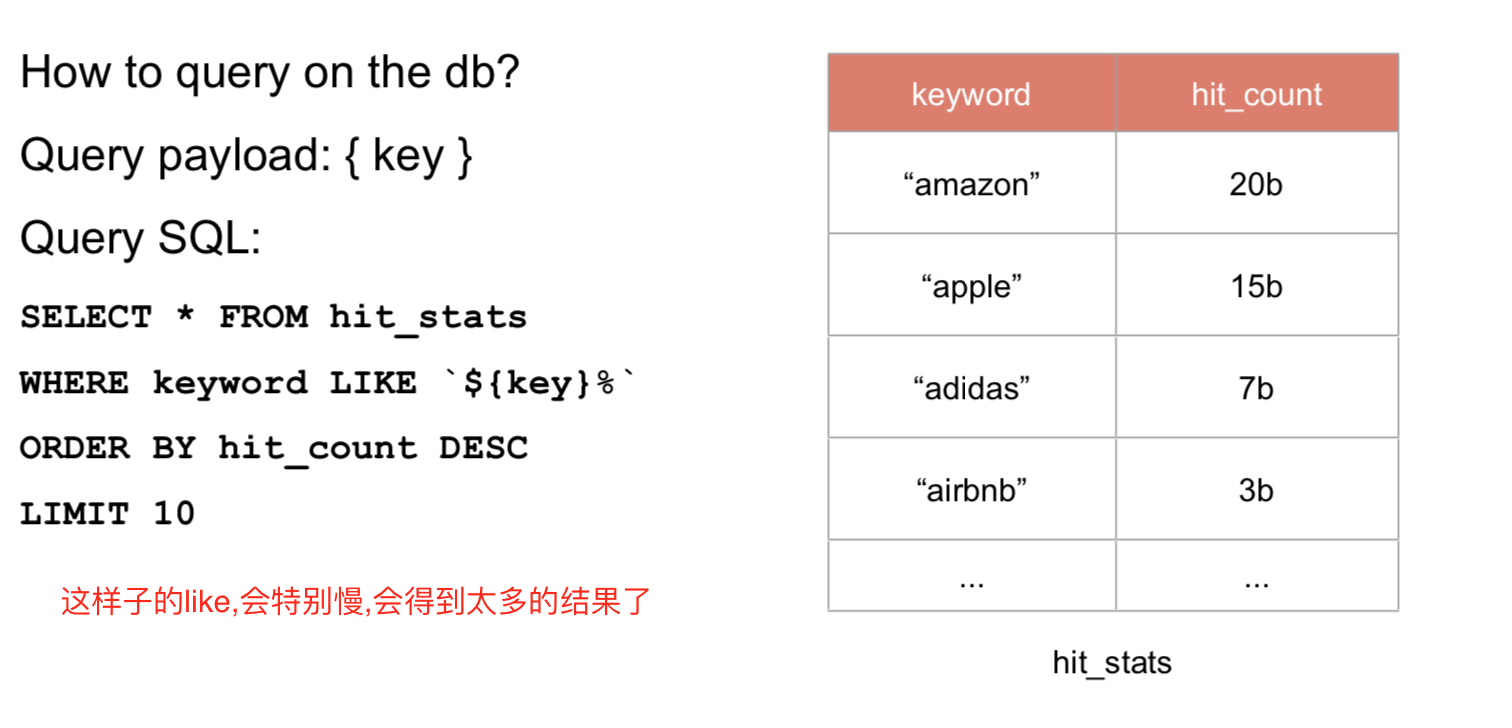 How to query on the db?
Query payload: { key }
Query SQL:
SELECT * FROM hit_stats
WHERE keyword LIKE `${key}%`
ORDER BY hit_count DESC
LIMIT 10
这样子的like,会特别慢,会得到太多的结果了
keyword hit_count
“amazon” 20b
“apple” 15b
“adidas” 7b
“airbnb” 3b
... ...
hit_stats